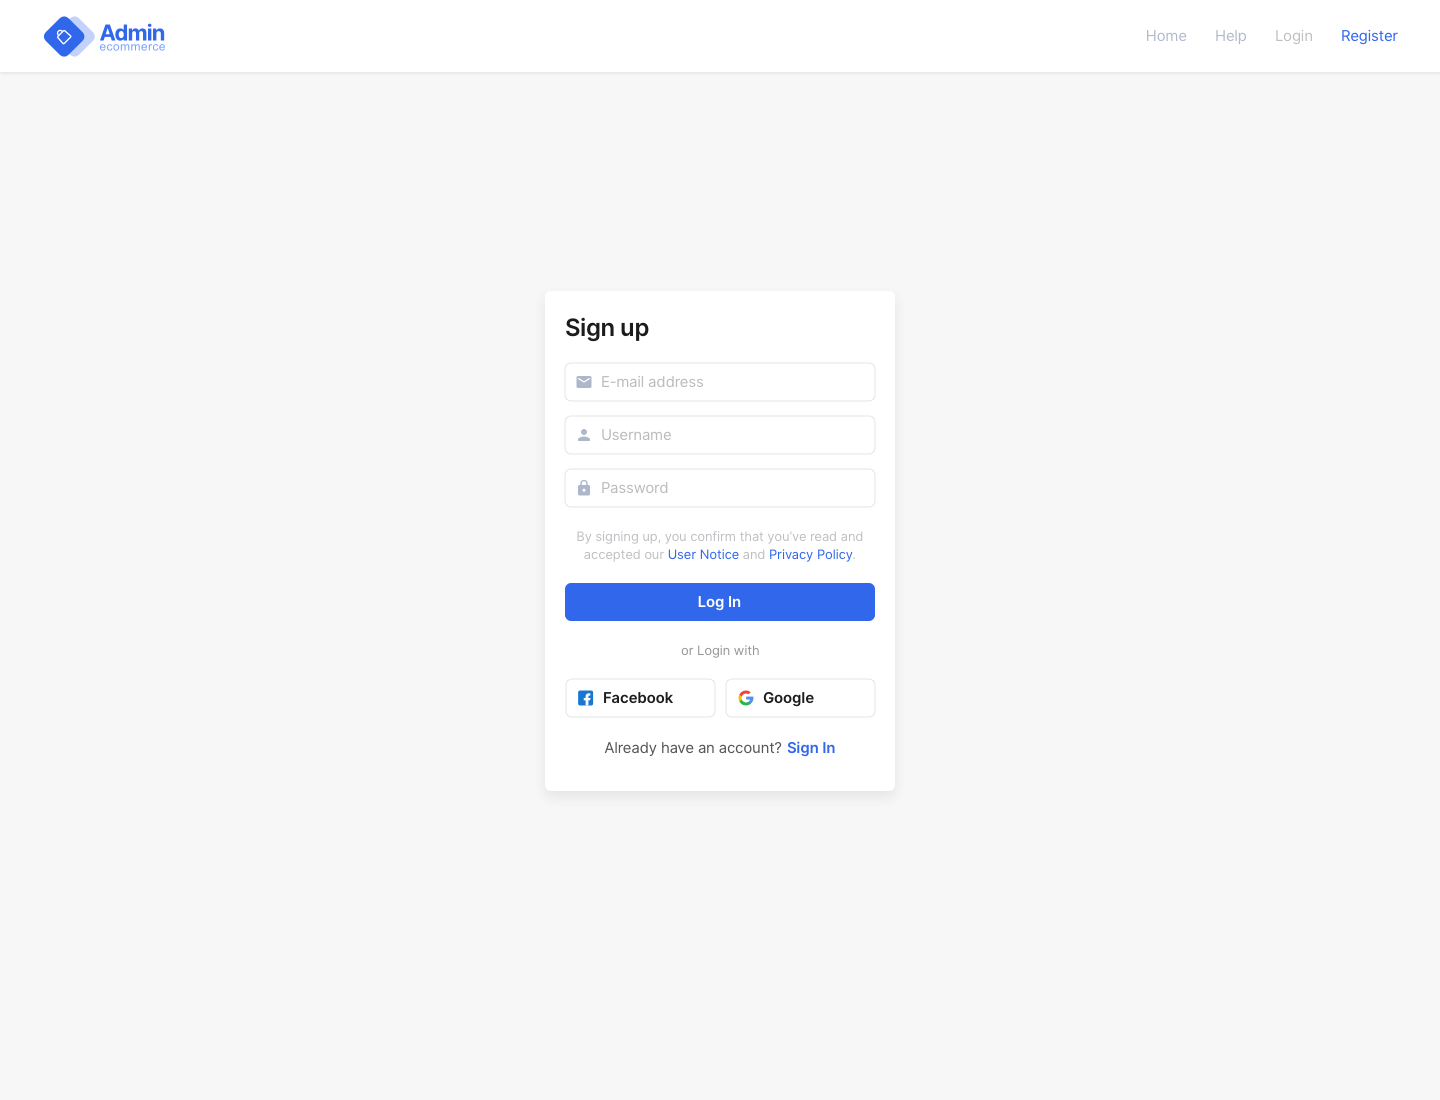 Admin
ecommerce
Home Help Login Register
Sign up
E-mail address
Username
Password
By signing up, you confirm that you've read and
accepted our User Notice and Privacy Policy.
Log In
or Login with
Facebook Google
Already have an account? Sign In